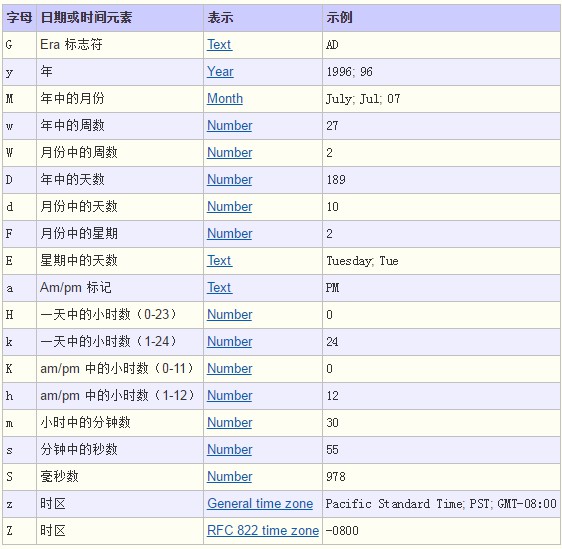 字母 日期或时间元素 表示 示例
G Era 标志符 Text AD
y 年 Year 1996; 96
M 年中的月份 Month July; Jul; 07
w 年中的周数 Number 27
W 月份中的周数 Number 2
D 年中的天数 Number 189
d 月份中的天数 Number 10
F 月份中的星期 Number 2
E 星期中的天数 Text Tuesday; Tue
a Am/pm 标记 Text PM
H 一天中的小时数（0-23） Number 0
k 一天中的小时数（1-24） Number 24
K am/pm 中的小时数（0-11） Number 0
h am/pm 中的小时数（1-12） Number 12
m 小时中的分钟数 Number 30
s 分钟中的秒数 Number 55
S 毫秒数 Number 978
z 时区 General time zone Pacific Standard Time; PST; GMT-08:00
Z 时区 RFC 822 time zone -0800